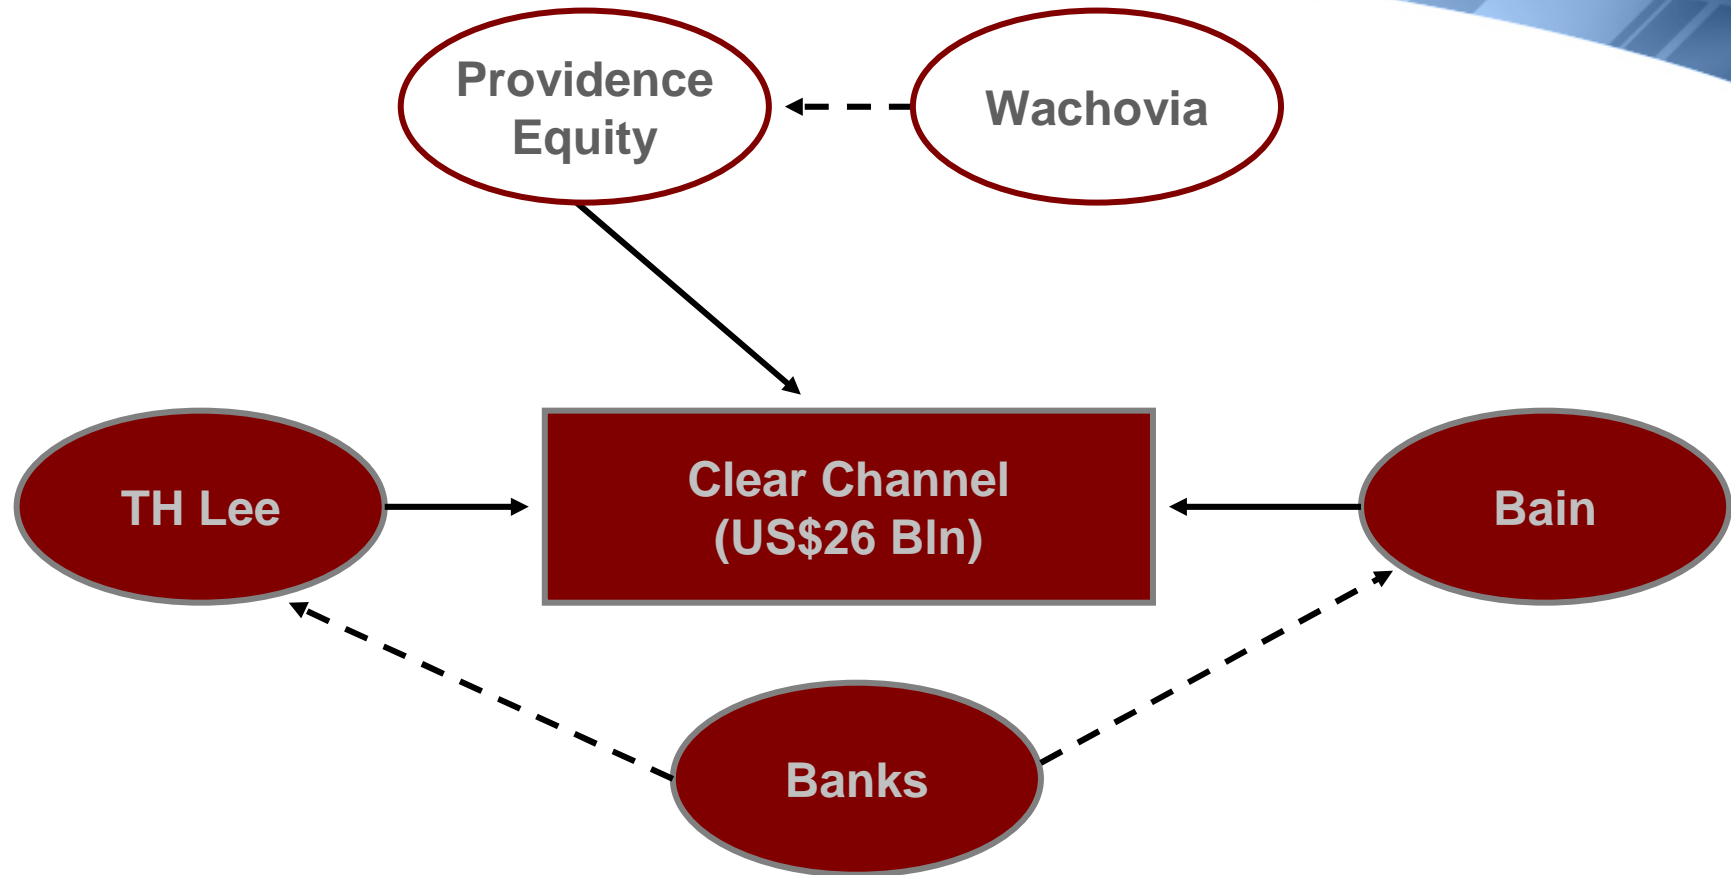 Providence
Equity
Wachovia
TH Lee
Clear Channel
(US$26 Bln)
Bain
Banks